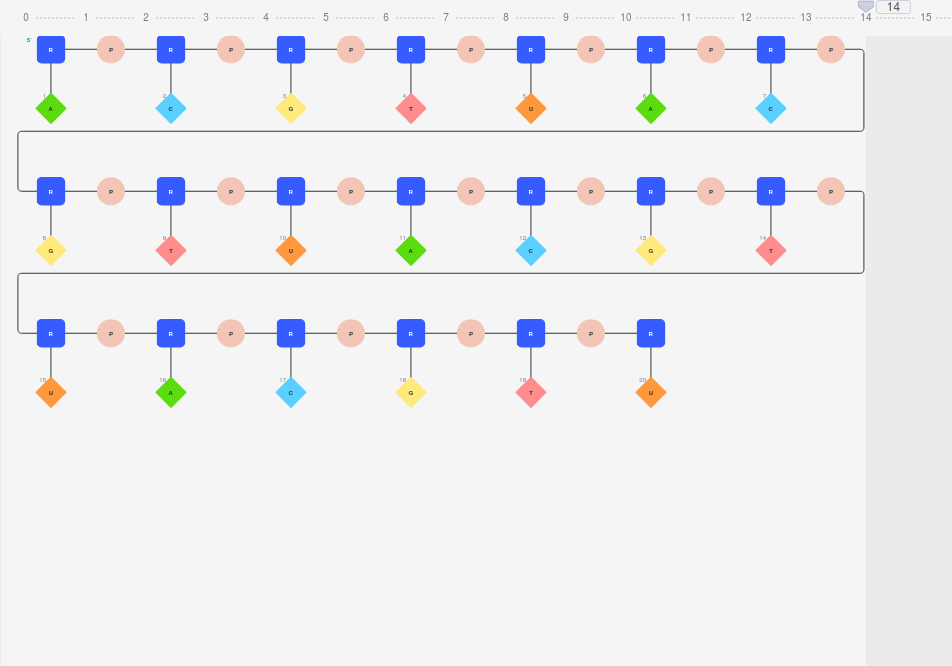 0 1 2 3 4 5 6 7 8 9 10 11 12 13 14 15
14
5'
R P R P R P R P R P R P R P
1 2 3 4 5 6 7
A C G T U A C
R P R P R P R P R P R P R P
8 9 10 11 12 13 14
G T U A C G T
R P R P R P R P R P R
15 16 17 18 19 20
U A C G T U